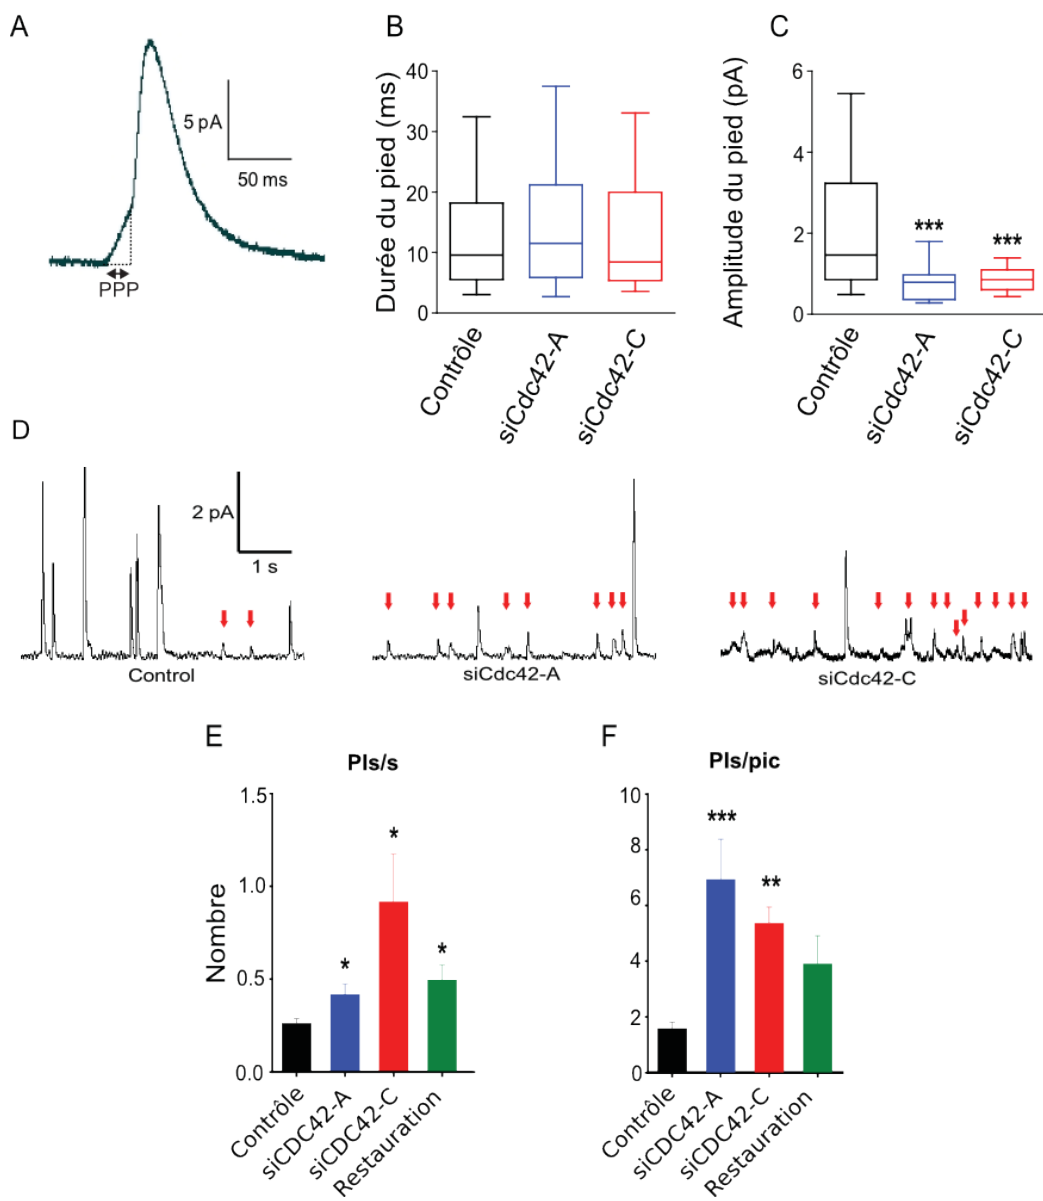 A
5 pA
50 ms
PPP
B
Durée du pied (ms)
40
30
20
10
0
Contrôle
siCdc42-A
siCdc42-C
C
Amplitude du pied (pA)
6
4
2
0
***
***
Contrôle
siCdc42-A
siCdc42-C
D
2 pA
1 s
Control
siCdc42-A
siCdc42-C
E
PIs/s
Nombre
1.5
1.0
0.5
0.0
*
*
*
Contrôle
siCDC42-A
siCDC42-C
Restauration
F
PIs/pic
10
8
6
4
2
0
***
**
Contrôle
siCDC42-A
siCDC42-C
Restauration